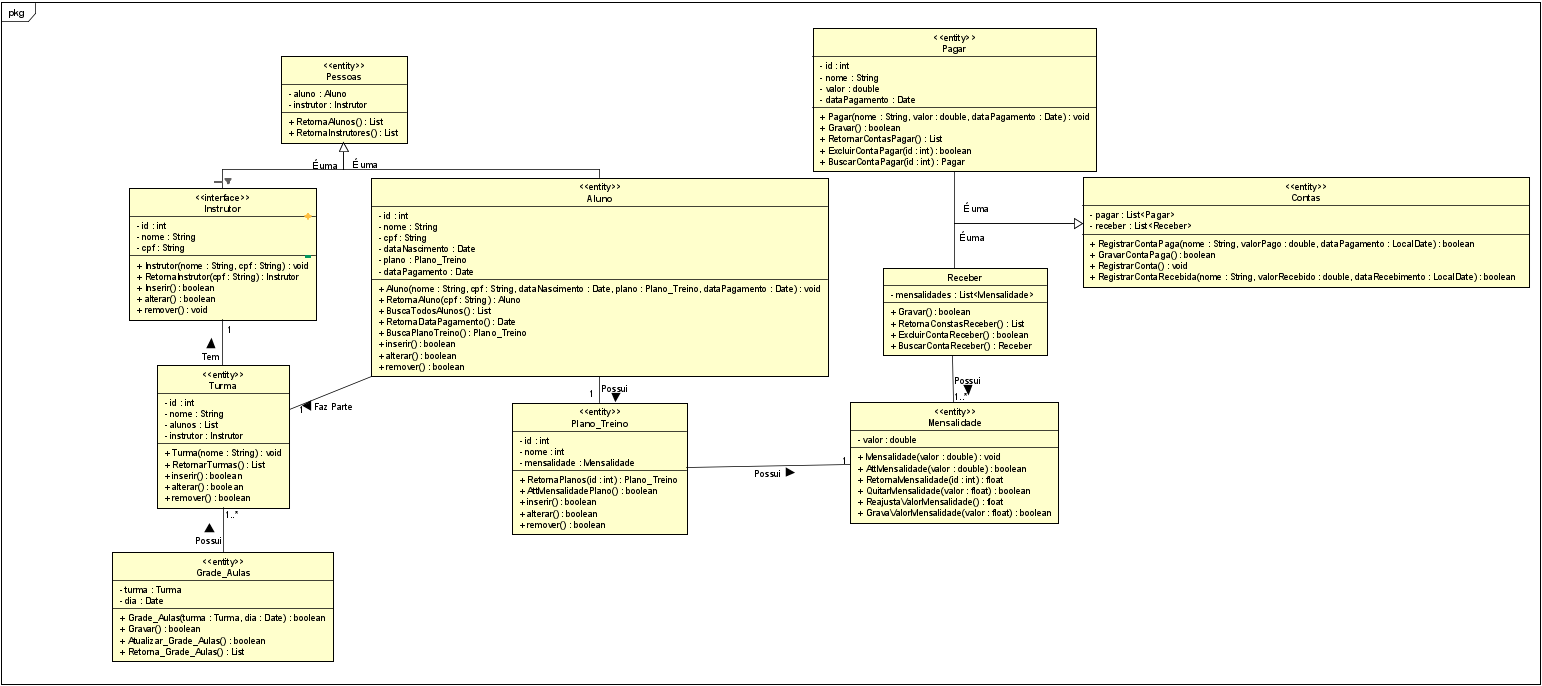 pkg
<<entity>>
Pessoas
- aluno : Aluno
- instrutor : Instrutor
+ RetornaAlunos() : List
+ RetornaInstrutores() : List
É uma
É uma
<<interface>>
Instrutor
- id : int
- nome : String
- cpf : String
+ Instrutor(nome : String, cpf : String) : void
+ RetornaInstrutor(cpf : String) : Instrutor
+ Inserir() : boolean
+ alterar() : boolean
+ remover() : void
1
Tem
<<entity>>
Turma
- id : int
- nome : String
- alunos : List
- instrutor : Instrutor
+ Turma(nome : String) : void
+ RetornarTurmas() : List
+ inserir() : boolean
+ alterar() : boolean
+ remover() : boolean
1..*
Possui
<<entity>>
Grade_Aulas
- turma : Turma
- dia : Date
+ Grade_Aulas(turma : Turma, dia : Date) : boolean
+ Gravar() : boolean
+ Atualizar_Grade_Aulas() : boolean
+ Retorna_Grade_Aulas() : List
<<entity>>
Aluno
- id : int
- nome : String
- cpf : String
- dataNascimento : Date
- plano : Plano_Treino
- dataPagamento : Date
+ Aluno(nome : String, cpf : String, dataNascimento : Date, plano : Plano_Treino, dataPagamento : Date) : void
+ RetornaAluno(cpf : String) : Aluno
+ BuscaTodosAlunos() : List
+ RetornaDataPagamento() : Date
+ BuscaPlanoTreino() : Plano_Treino
+ inserir() : boolean
+ alterar() : boolean
+ remover() : boolean
1
Faz Parte
Possui
1
<<entity>>
Plano_Treino
- id : int
- nome : int
- mensalidade : Mensalidade
+ RetornaPlanos(id : int) : Plano_Treino
+ AttMensalidadePlano() : boolean
+ inserir() : boolean
+ alterar() : boolean
+ remover() : boolean
Possui
1
<<entity>>
Pagar
- id : int
- nome : String
- valor : double
- dataPagamento : Date
+ Pagar(nome : String, valor : double, dataPagamento : Date) : void
+ Gravar() : boolean
+ RetornarContasPagar() : List
+ ExcluirContaPagar(id : int) : boolean
+ BuscarContaPagar(id : int) : Pagar
É uma
É uma
<<entity>>
Contas
- pagar : List<Pagar>
- receber : List<Receber>
+ RegistrarContaPaga(nome : String, valorPago : double, dataPagamento : LocalDate) : boolean
+ GravarContaPaga() : boolean
+ RegistrarConta() : void
+ RegistrarContaRecebida(nome : String, valorRecebido : double, dataRecebimento : LocalDate) : boolean
Receber
- mensalidades : List<Mensalidade>
+ Gravar() : boolean
+ RetornaConstasReceber() : List
+ ExcluirContaReceber() : boolean
+ BuscarContaReceber() : Receber
Possui
1..*
<<entity>>
Mensalidade
- valor : double
+ Mensalidade(valor : double) : void
+ AttMensalidade(valor : double) : boolean
+ RetornaMensalidade(id : int) : float
+ QuitarMensalidade(valor : float) : boolean
+ ReajustaValorMensalidade() : float
+ GravaValorMensalidade(valor : float) : boolean